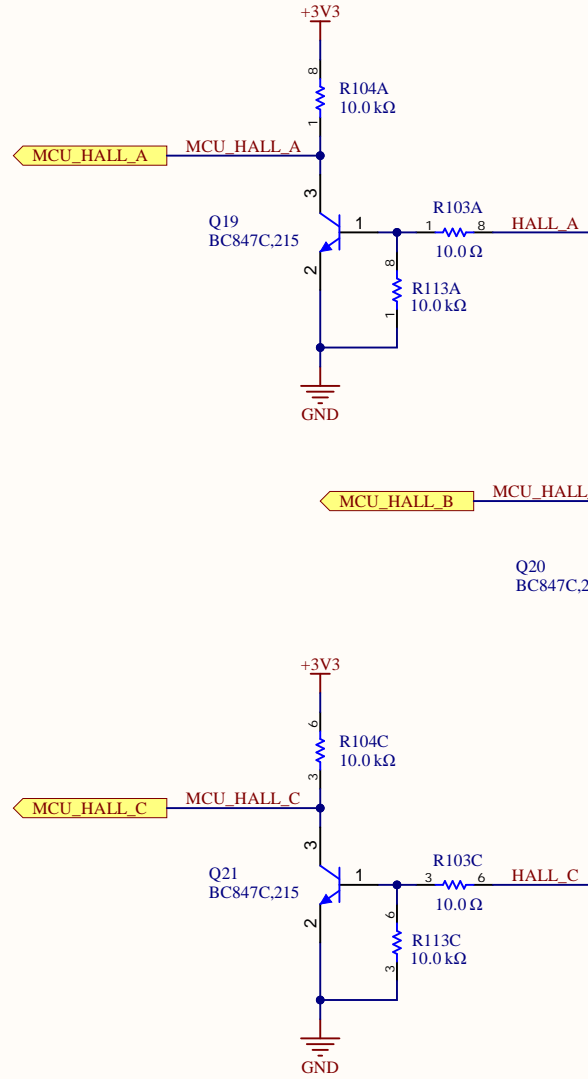 +3V3
8
R104A
10.0 kΩ
1
MCU_HALL_A
MCU_HALL_A
3
Q19
BC847C,215
1
2
R103A
1
8
HALL_A
10.0 Ω
8
R113A
10.0 kΩ
1
GND
MCU_HALL_B
MCU_HALL
Q20
BC847C,2
+3V3
6
R104C
10.0 kΩ
3
MCU_HALL_C
MCU_HALL_C
3
Q21
BC847C,215
1
2
R103C
3
6
HALL_C
10.0 Ω
6
R113C
10.0 kΩ
3
GND